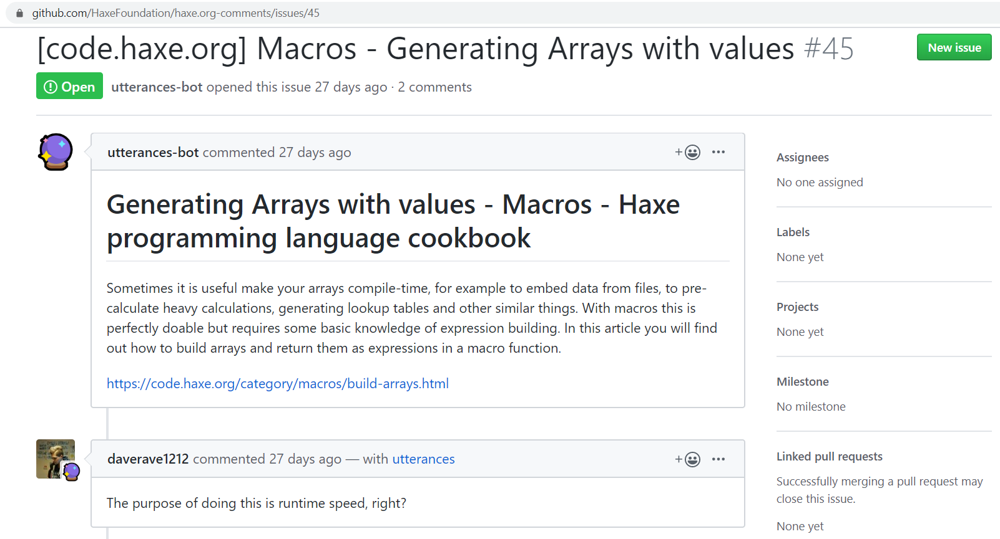 github.com/HaxeFoundation/haxe.org-comments/issues/45
[code.haxe.org] Macros - Generating Arrays with values #45
New issue
Open
utterances-bot opened this issue 27 days ago · 2 comments
utterances-bot commented 27 days ago
Generating Arrays with values - Macros - Haxe
programming language cookbook
Sometimes it is useful make your arrays compile-time, for example to embed data from files, to pre-
calculate heavy calculations, generating lookup tables and other similar things. With macros this is
perfectly doable but requires some basic knowledge of expression building. In this article you will find
out how to build arrays and return them as expressions in a macro function.
https://code.haxe.org/category/macros/build-arrays.html
daverave1212 commented 27 days ago — with utterances
The purpose of doing this is runtime speed, right?
Assignees
No one assigned
Labels
None yet
Projects
None yet
Milestone
No milestone
Linked pull requests
Successfully merging a pull request may
close this issue.
None yet